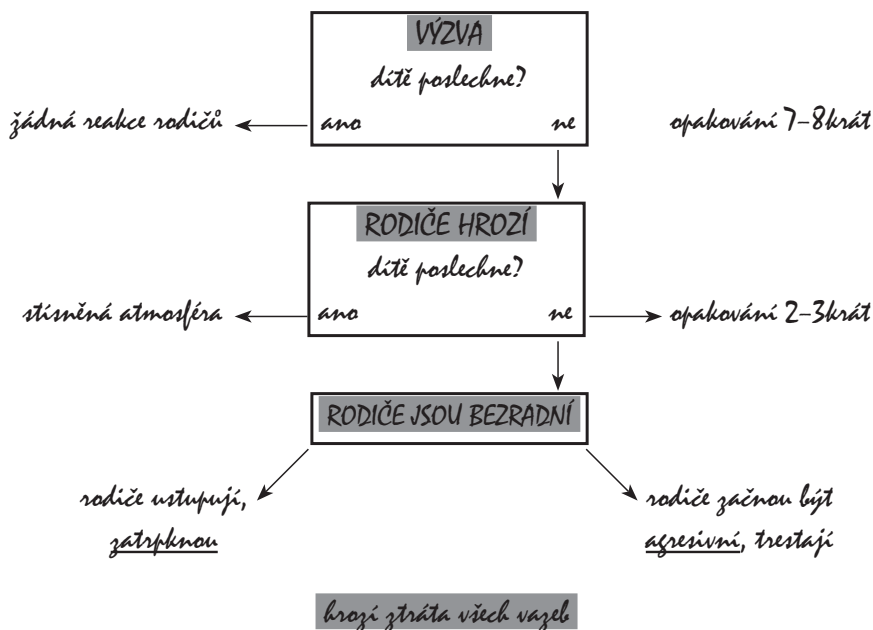 VÝZVA
dítě poslechne?
žádná reakce rodičů
ano
ne
opakování 7–8krát
RODIČE HROZÍ
dítě poslechne?
stísněná atmosféra
ano
ne
opakování 2–3krát
RODIČE JSOU BEZRADNÍ
rodiče ustupují,
zatrpknou
rodiče začnou být
agresivní, trestají
hrozí ztráta všech vazeb